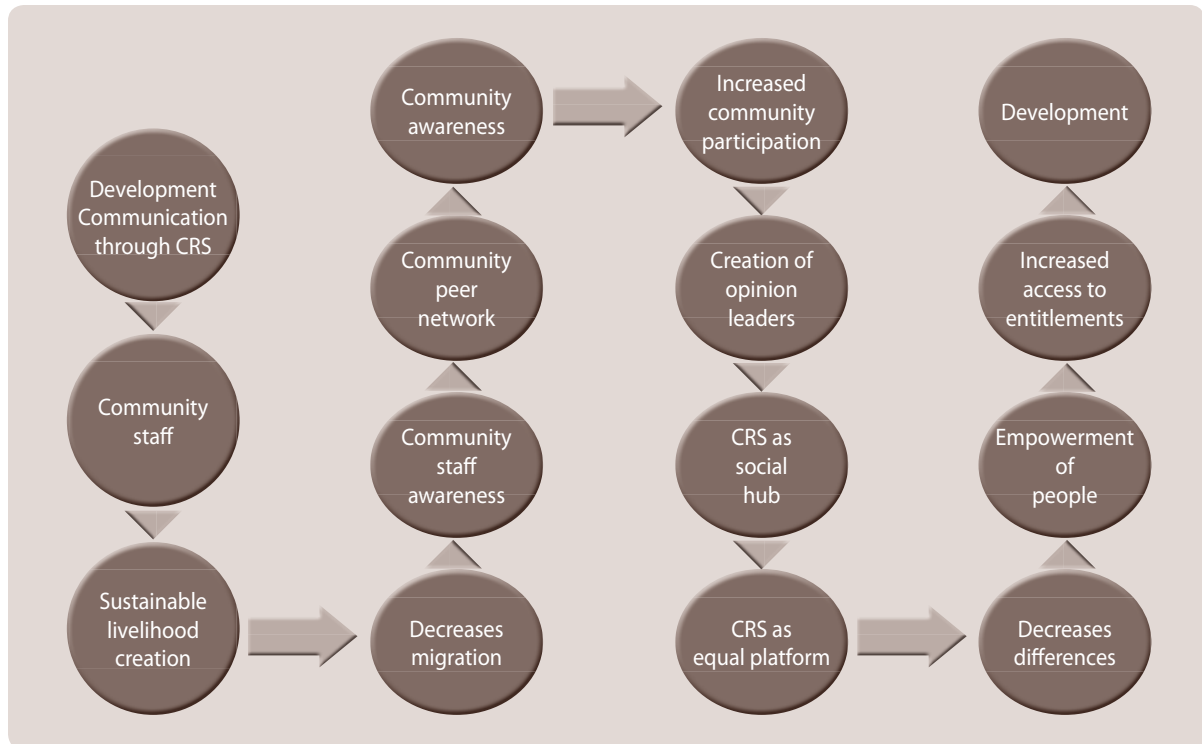 Development
Communication
through CRS
Community
staff
Sustainable
livelihood
creation
Decreases
migration
Community
staff
awareness
Community
peer
network
Community
awareness
Increased
community
participation
Creation of
opinion
leaders
CRS as
social
hub
CRS as
equal platform
Decreases
differences
Empowerment
of
people
Increased
access to
entitlements
Development